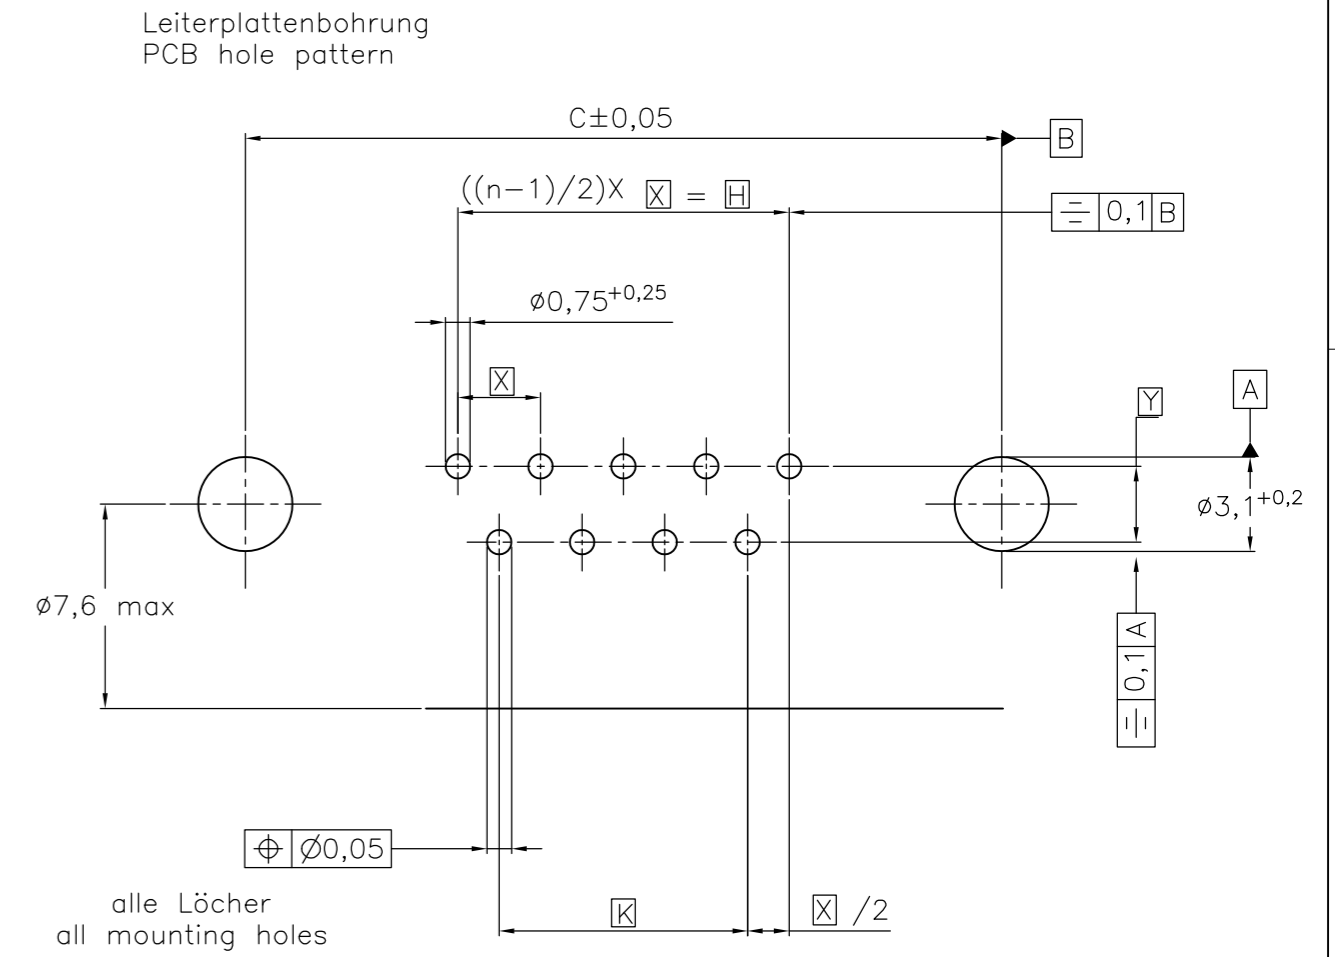 Leiterplattenbohrung
PCB hole pattern
C±0,05
B
((n-1)/2)X X = H
0,1 B
ø0,75+0,25
X
Y
A
ø3,1+0,2
ø7,6 max
0,1 A
⌖ Ø0,05
alle Löcher
all mounting holes
K
X /2